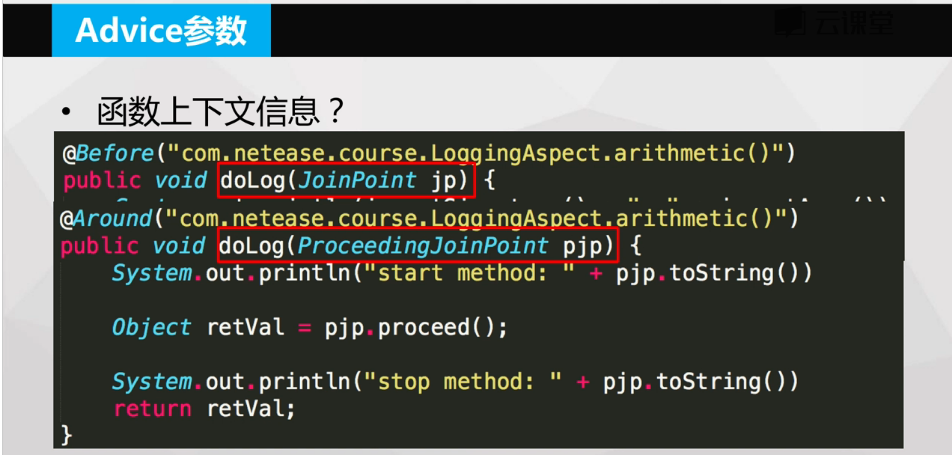 Advice参数
云课堂
• 函数上下文信息？
@Before("com.netease.course.LoggingAspect.arithmetic()")
public void doLog(JoinPoint jp) {
@Around("com.netease.course.LoggingAspect.arithmetic()")
public void doLog(ProceedingJoinPoint pjp) {
System.out.println("start method: " + pjp.toString())
Object retVal = pjp.proceed();
System.out.println("stop method: " + pjp.toString())
return retVal;
}